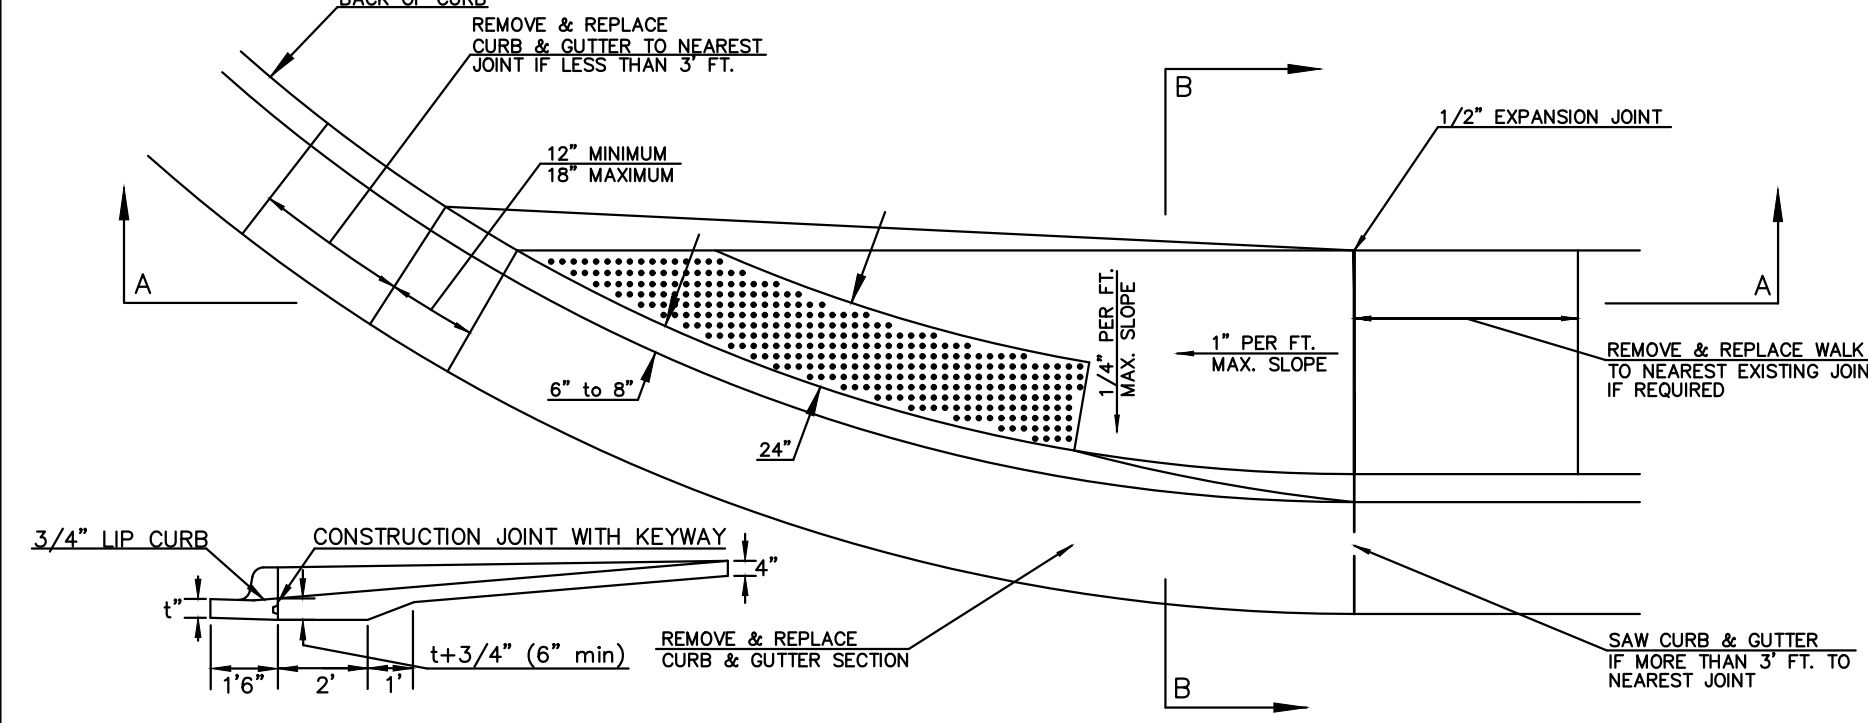 BACK OF CURB
REMOVE & REPLACE
CURB & GUTTER TO NEAREST
JOINT IF LESS THAN 3' FT.
B
1/2" EXPANSION JOINT
12" MINIMUM
18" MAXIMUM
A
A
1/4" PER FT.
MAX. SLOPE
1" PER FT.
MAX. SLOPE
REMOVE & REPLACE WALK
TO NEAREST EXISTING JOIN
IF REQUIRED
6" to 8"
24"
3/4" LIP CURB
CONSTRUCTION JOINT WITH KEYWAY
4"
t"
t+3/4" (6" min)
1'6"
2'
1'
REMOVE & REPLACE
CURB & GUTTER SECTION
SAW CURB & GUTTER
IF MORE THAN 3' FT. TO
NEAREST JOINT
B